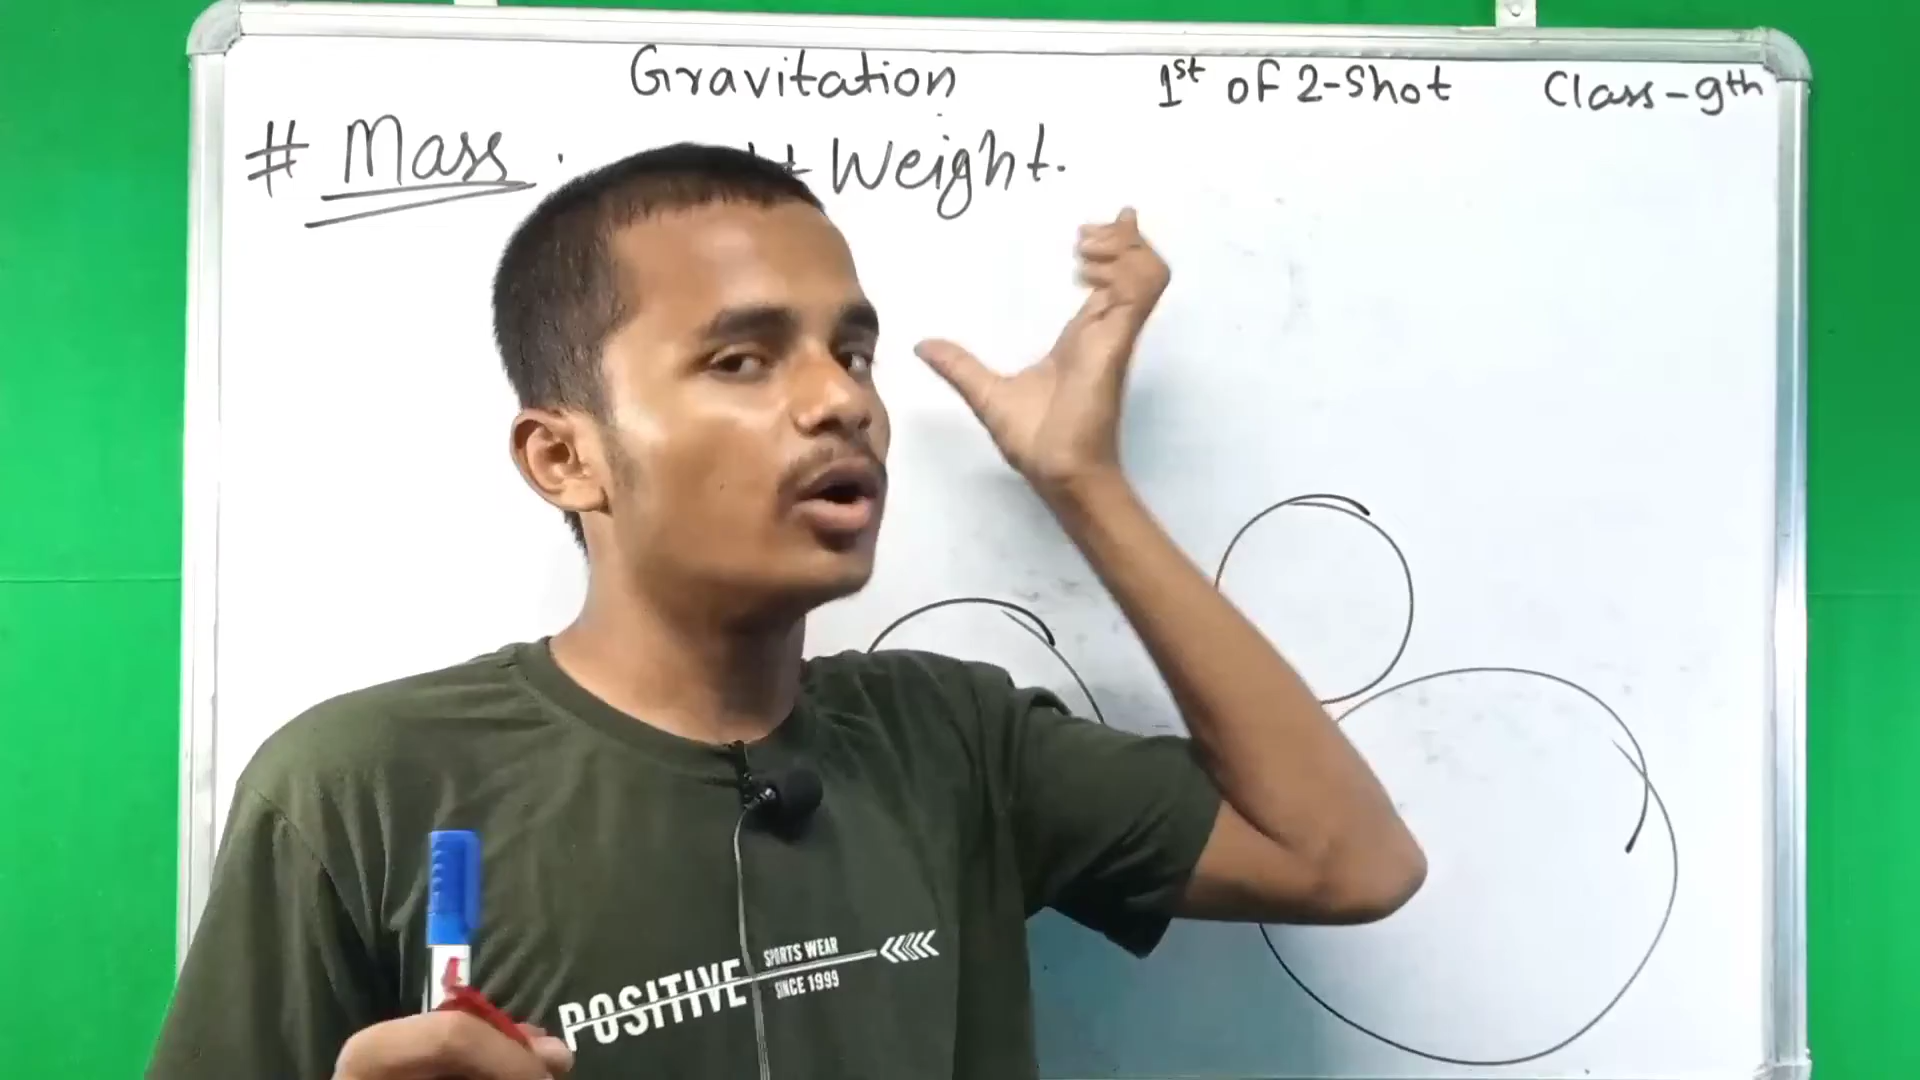 Gravitation 1st of 2-Shot Class-9th
# Mass # Weight.
POSITIVE
SPORTS WEAR
SINCE 1999